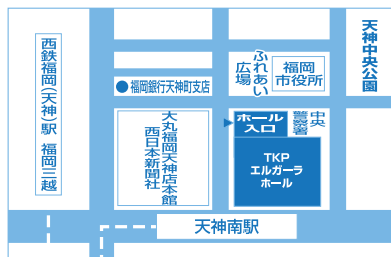 西鉄福岡(天神)駅 福岡三越
福岡銀行天神町支店
大丸福岡天神店本館
西日本新聞社
ふれあい
広場
福岡
市役所
天神中央公園
ホール
入口
中央
警察署
TKP
エルガーラ
ホール
天神南駅